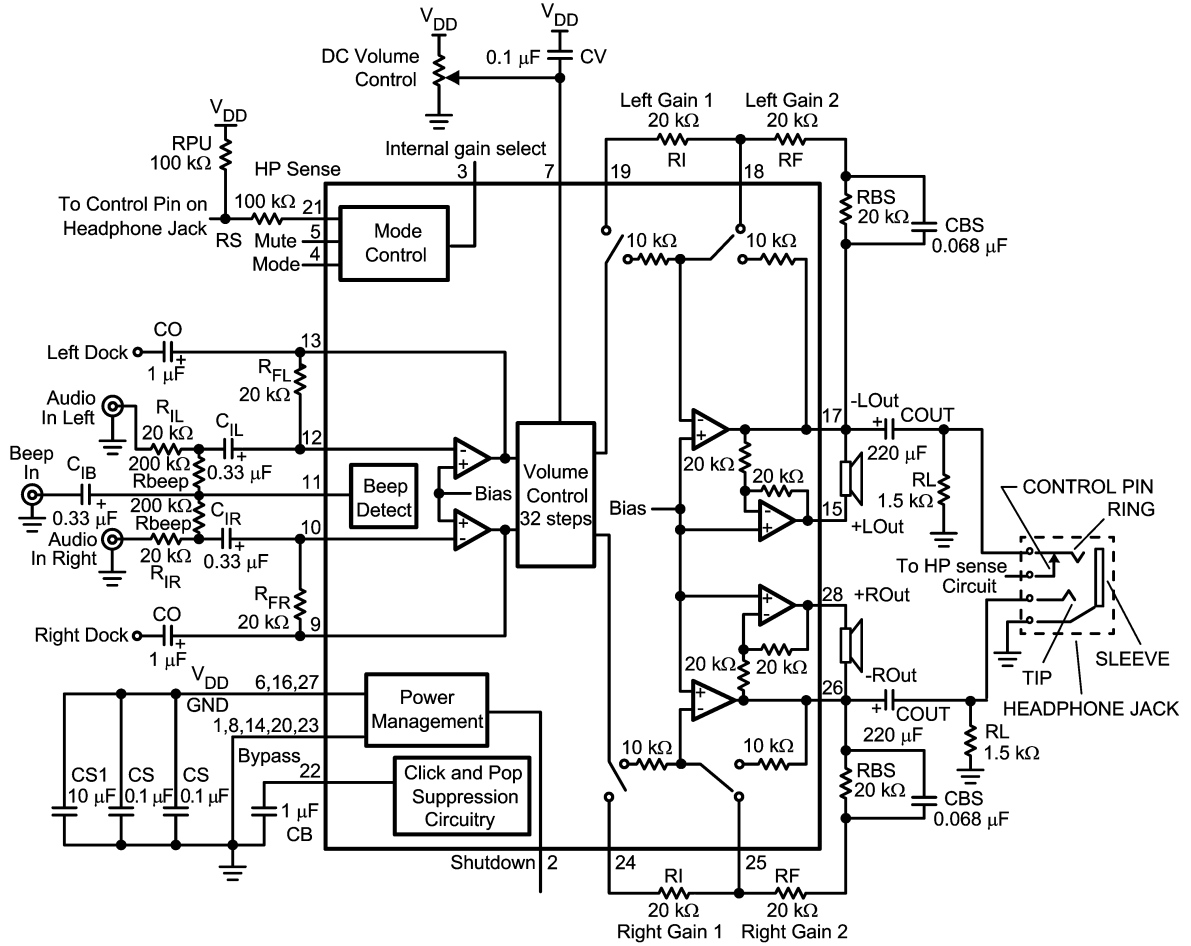 VDD
VDD
DC Volume
Control
0.1 µF
CV
Left Gain 1
20 kΩ
RI
Left Gain 2
20 kΩ
RF
VDD
RPU
100 kΩ
Internal gain select
3
7
19
18
HP Sense
To Control Pin on
Headphone Jack
100 kΩ
RS
21
Mute
5
Mode
4
Mode
Control
10 kΩ
10 kΩ
RBS
20 kΩ
CBS
0.068 µF
Left Dock
CO
+
1 µF
13
RFL
20 kΩ
Audio
In Left
RIL
20 kΩ
CIL
+
0.33 µF
12
200 kΩ
Rbeep
Beep
In
CIB
+
0.33 µF
11
Beep
Detect
200 kΩ
Rbeep
CIR
+
0.33 µF
10
Audio
In Right
20 kΩ
RIR
RFR
20 kΩ
Right Dock
CO
+
1 µF
9
-
+
Bias
+
-
Volume
Control
32 steps
Bias
-
+
20 kΩ
20 kΩ
-
+
17
-LOut
+
COUT
220 µF
15
+LOut
RL
1.5 kΩ
CONTROL PIN
RING
To HP sense
Circuit
TIP
SLEEVE
HEADPHONE JACK
+
-
28
+ROut
20 kΩ
20 kΩ
+
-
26
-ROut
+
COUT
220 µF
RL
1.5 kΩ
VDD
6,16,27
GND
1,8,14,20,23
Power
Management
Bypass
22
Click and Pop
Suppression
Circuitry
CS1
10 µF
CS
0.1 µF
CS
0.1 µF
1 µF
CB
10 kΩ
10 kΩ
RBS
20 kΩ
CBS
0.068 µF
Shutdown
2
24
25
RI
20 kΩ
Right Gain 1
RF
20 kΩ
Right Gain 2